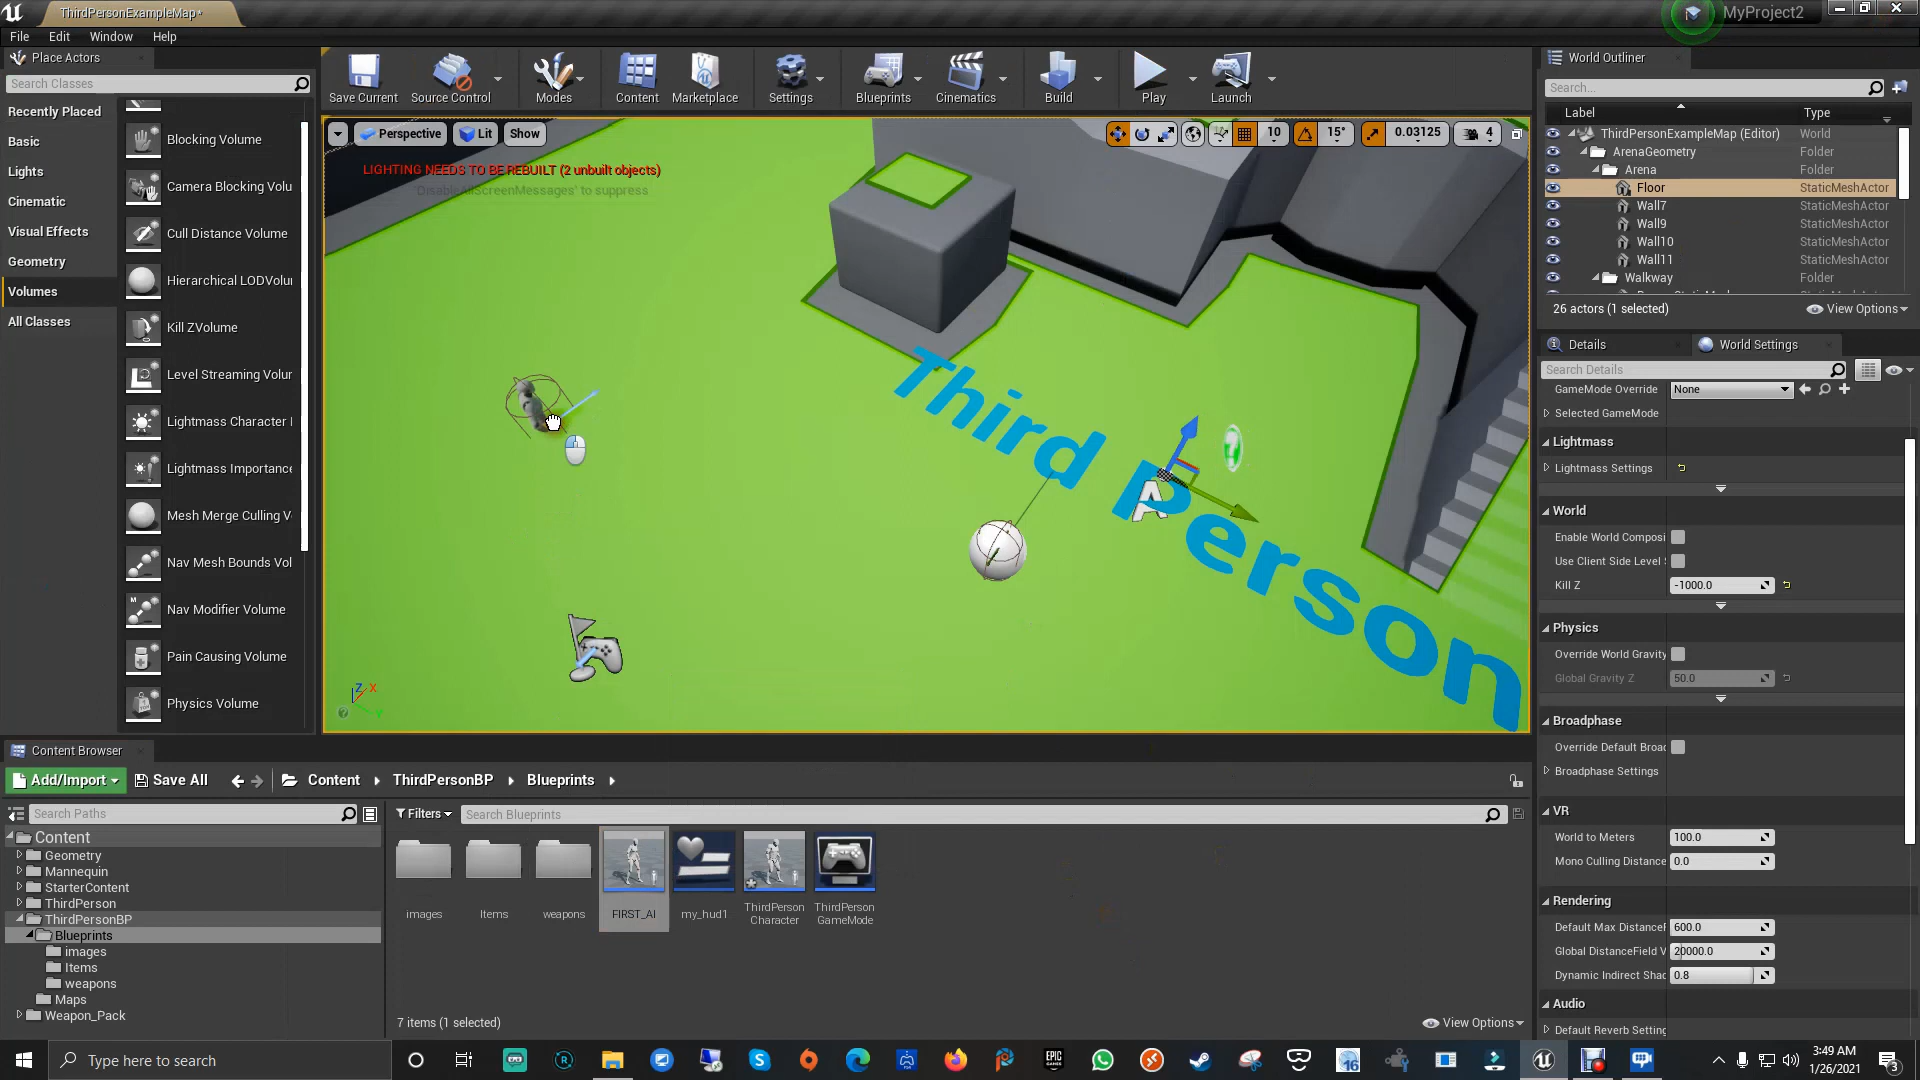 ThirdPersonExampleMap*
MyProject2
File Edit Window Help
Place Actors
Search Classes
Recently Placed
Basic
Lights
Cinematic
Visual Effects
Geometry
Volumes
All Classes
Blocking Volume
Camera Blocking Volu
Cull Distance Volume
Hierarchical LODVolu
Kill ZVolume
Level Streaming Volu
Lightmass Character
Lightmass Importance
Mesh Merge Culling V
Nav Mesh Bounds Vol
Nav Modifier Volume
Pain Causing Volume
Physics Volume
Save Current
Source Control
Modes
Content
Marketplace
Settings
Blueprints
Cinematics
Build
Play
Launch
Perspective Lit Show
10 15° 0.03125 4
LIGHTING NEEDS TO BE REBUILT (2 unbuilt objects)
'DisableAllScreenMessages' to suppress
Third Person
Z X
Y
World Outliner
Search...
Label Type
ThirdPersonExampleMap (Editor) World
ArenaGeometry Folder
Arena Folder
Floor StaticMeshActor
Wall7 StaticMeshActor
Wall9 StaticMeshActor
Wall10 StaticMeshActor
Wall11 StaticMeshActor
Walkway Folder
26 actors (1 selected) View Options
Details World Settings
Search Details
GameMode Override None
Selected GameMode
Lightmass
Lightmass Settings
World
Enable World Composi
Use Client Side Level
Kill Z -1000.0
Physics
Override World Gravity
Global Gravity Z 50.0
Broadphase
Override Default Broad
Broadphase Settings
VR
World to Meters 100.0
Mono Culling Distance 0.0
Rendering
Default Max DistanceF 600.0
Global DistanceField V 20000.0
Dynamic Indirect Shad 0.8
Audio
Default Reverb Setting
Content Browser
Add/Import Save All Content ThirdPersonBP Blueprints
Search Paths
Filters Search Blueprints
Content
Geometry
Mannequin
StarterContent
ThirdPerson
ThirdPersonBP
Blueprints
images
Items
weapons
Maps
Weapon_Pack
images
Items
weapons
FIRST_AI
my_hud1
ThirdPerson
Character
ThirdPerson
GameMode
7 items (1 selected) View Options
Type here to search
EPIC
GAMES
16
3:49 AM
1/26/2021
3